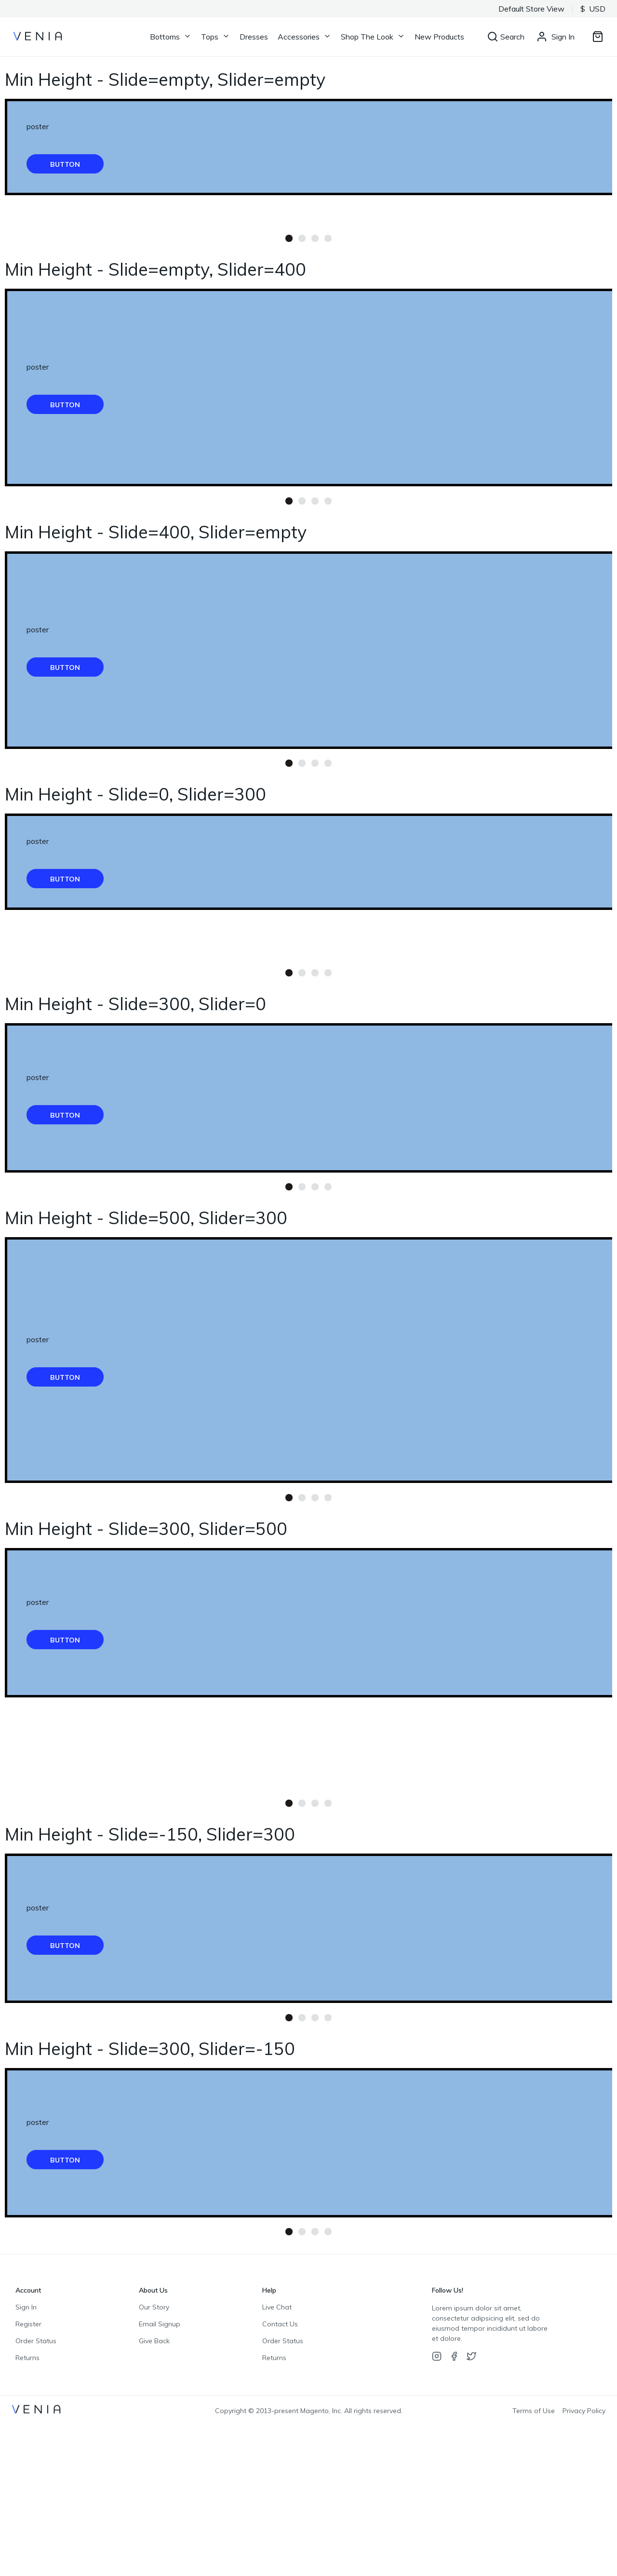 Default Store View $ USD
VENIA Bottoms Tops Dresses Accessories Shop The Look New Products Search Sign In
Min Height - Slide=empty, Slider=empty
poster
BUTTON
Min Height - Slide=empty, Slider=400
poster
BUTTON
Min Height - Slide=400, Slider=empty
poster
BUTTON
Min Height - Slide=0, Slider=300
poster
BUTTON
Min Height - Slide=300, Slider=0
poster
BUTTON
Min Height - Slide=500, Slider=300
poster
BUTTON
Min Height - Slide=300, Slider=500
poster
BUTTON
Min Height - Slide=-150, Slider=300
poster
BUTTON
Min Height - Slide=300, Slider=-150
poster
BUTTON
Account
Sign In
Register
Order Status
Returns
About Us
Our Story
Email Signup
Give Back
Help
Live Chat
Contact Us
Order Status
Returns
Follow Us!
Lorem ipsum dolor sit amet,
consectetur adipsicing elit, sed do
eiusmod tempor incididunt ut labore
et dolore.
VENIA Copyright © 2013-present Magento, Inc. All rights reserved. Terms of Use Privacy Policy